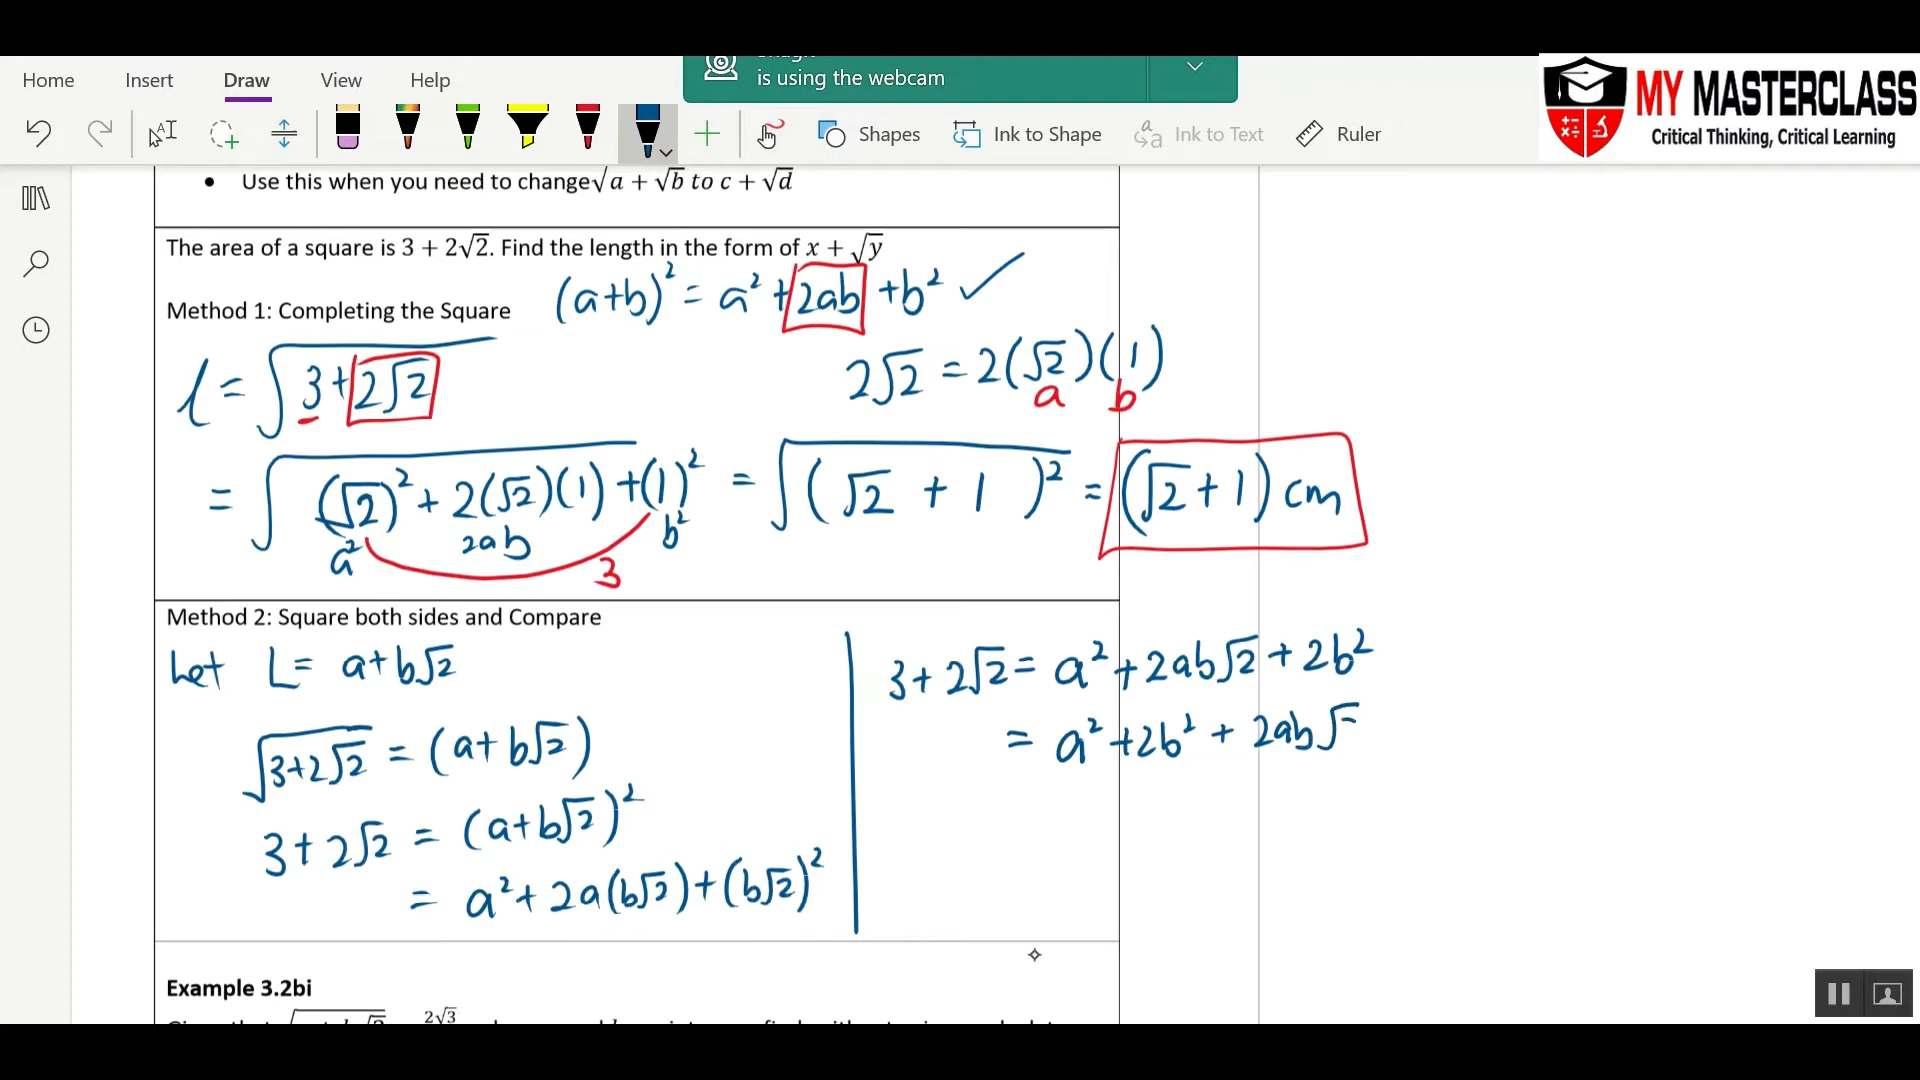 is using the webcam
Home Insert Draw View Help
Shapes Ink to Shape Ink to Text Ruler
MY MASTERCLASS
Critical Thinking, Critical Learning
• Use this when you need to change√a + √b to c + √d
The area of a square is 3 + 2√2. Find the length in the form of x + √y
(a+b)² = a² + 2ab + b² ✓
Method 1: Completing the Square
l = √(3+2√2)
2√2 = 2(√2)(1)
a b
= √((√2)² + 2(√2)(1) + (1)²) = √((√2 + 1)²) = (√2+1) cm
a² 2ab b²
3
Method 2: Square both sides and Compare
Let L = a+b√2
√(3+2√2) = (a+b√2)
3+2√2 = (a+b√2)²
= a² + 2a(b√2) + (b√2)²
3+2√2 = a² + 2ab√2 + 2b²
= a² + 2b² + 2ab√
Example 3.2bi
2√3